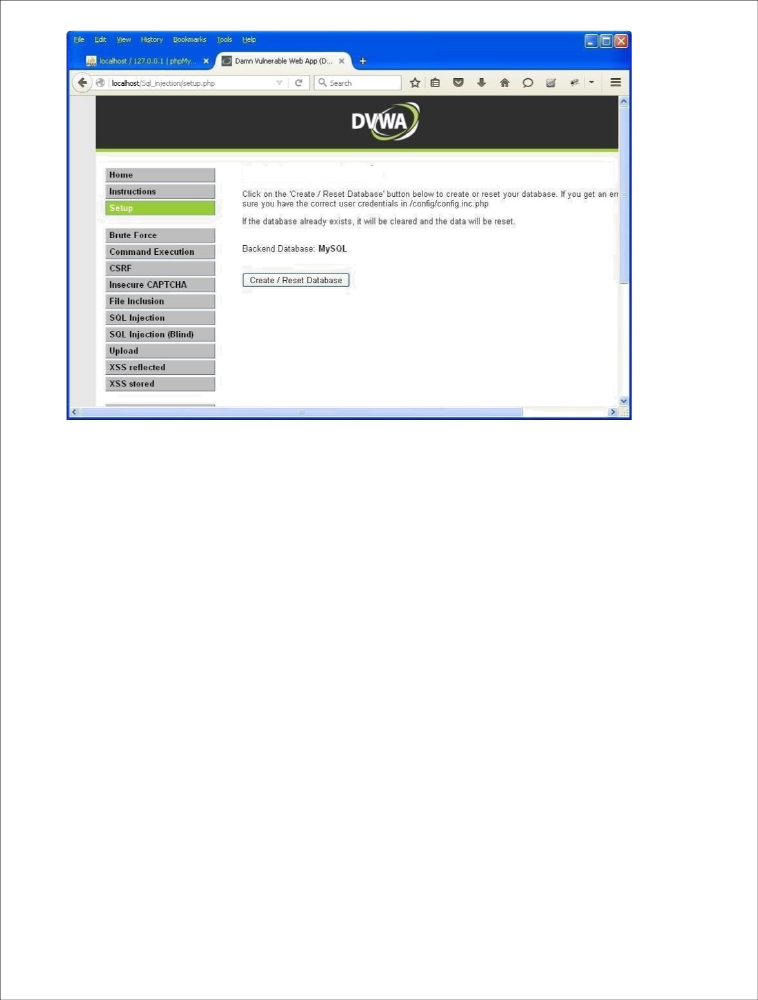 File Edit View History Bookmarks Tools Help
localhost / 127.0.0.1 | phpMy...
Damn Vulnerable Web App (D...
localhost/Sql_injection/setup.php
Search
DVWA
Home
Instructions
Setup
Brute Force
Command Execution
CSRF
Insecure CAPTCHA
File Inclusion
SQL Injection
SQL Injection (Blind)
Upload
XSS reflected
XSS stored
Click on the 'Create / Reset Database' button below to create or reset your database. If you get an err
sure you have the correct user credentials in /config/config.inc.php
If the database already exists, it will be cleared and the data will be reset.
Backend Database: MySQL
Create / Reset Database